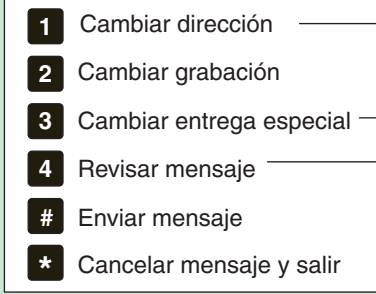 1 Cambiar dirección
2 Cambiar grabación
3 Cambiar entrega especial
4 Revisar mensaje
# Enviar mensaje
* Cancelar mensaje y salir